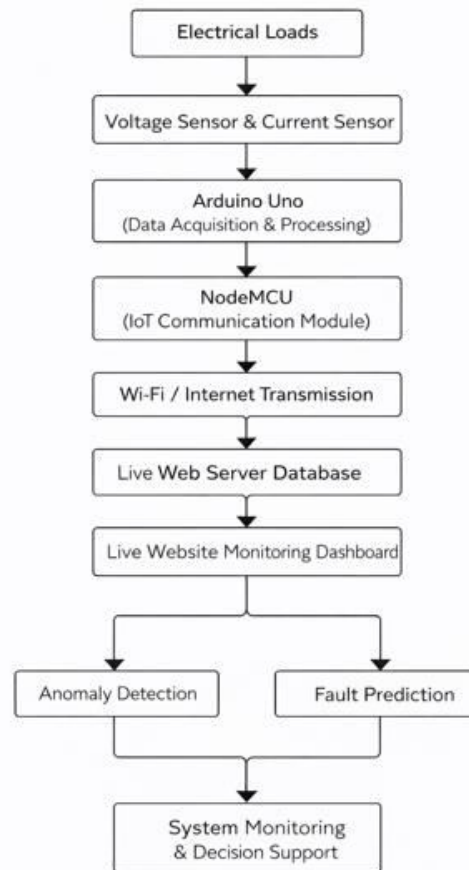 Electrical Loads
Voltage Sensor & Current Sensor
Arduino Uno
(Data Acquisition & Processing)
NodeMCU
(IoT Communication Module)
Wi-Fi / Internet Transmission
Live Web Server Database
Live Website Monitoring Dashboard
Anomaly Detection
Fault Prediction
System Monitoring
& Decision Support